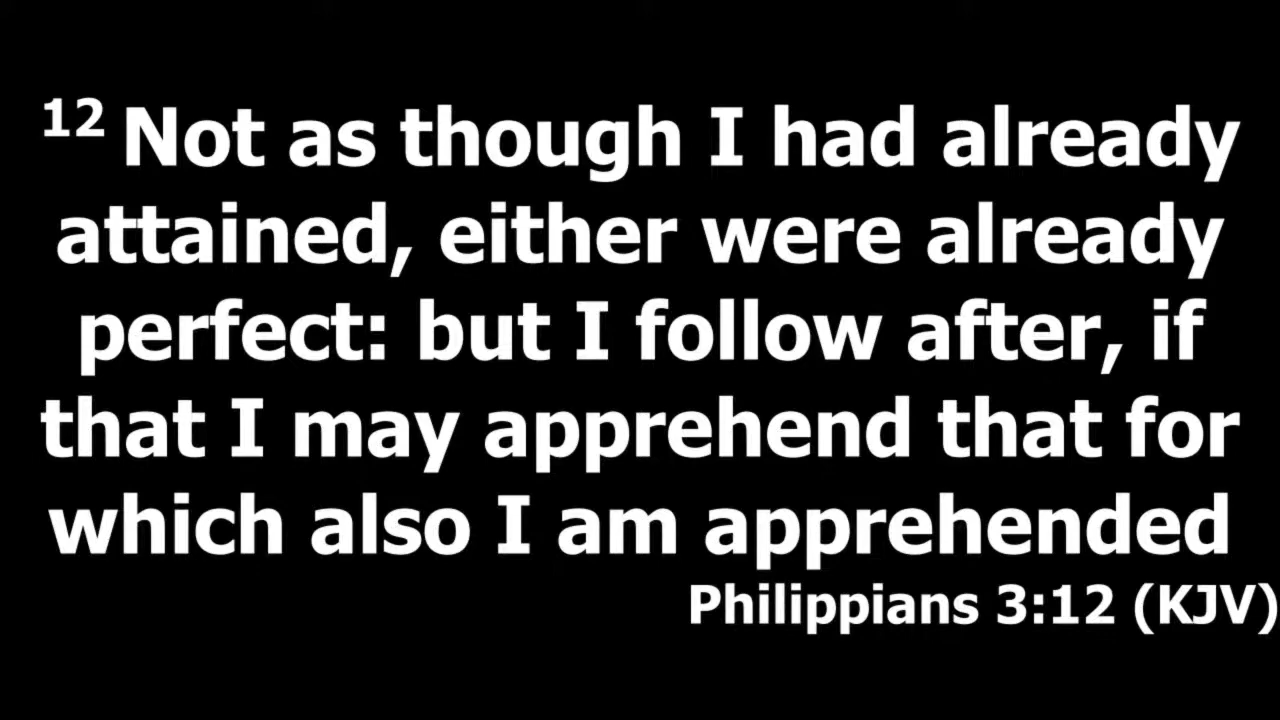 12 Not as though I had already
attained, either were already
perfect: but I follow after, if
that I may apprehend that for
which also I am apprehended
Philippians 3:12 (KJV)